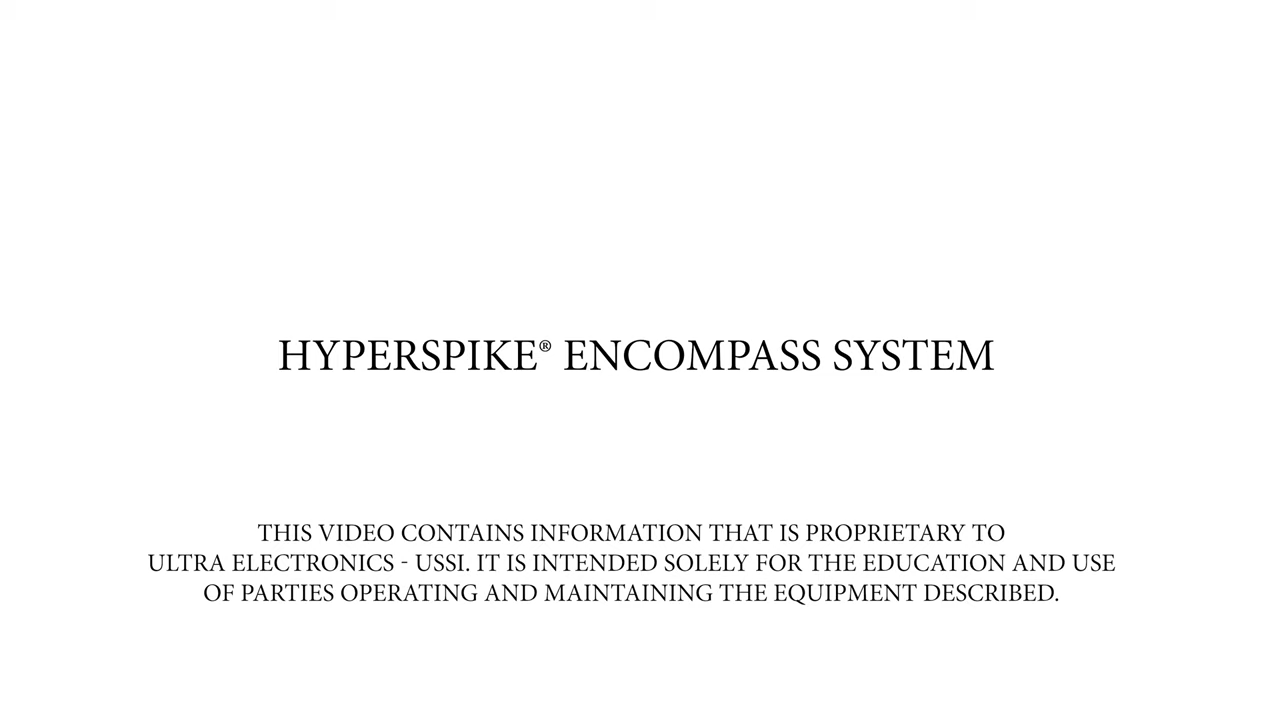 HYPERSPIKE® ENCOMPASS SYSTEM
THIS VIDEO CONTAINS INFORMATION THAT IS PROPRIETARY TO
ULTRA ELECTRONICS - USSI. IT IS INTENDED SOLELY FOR THE EDUCATION AND USE
OF PARTIES OPERATING AND MAINTAINING THE EQUIPMENT DESCRIBED.